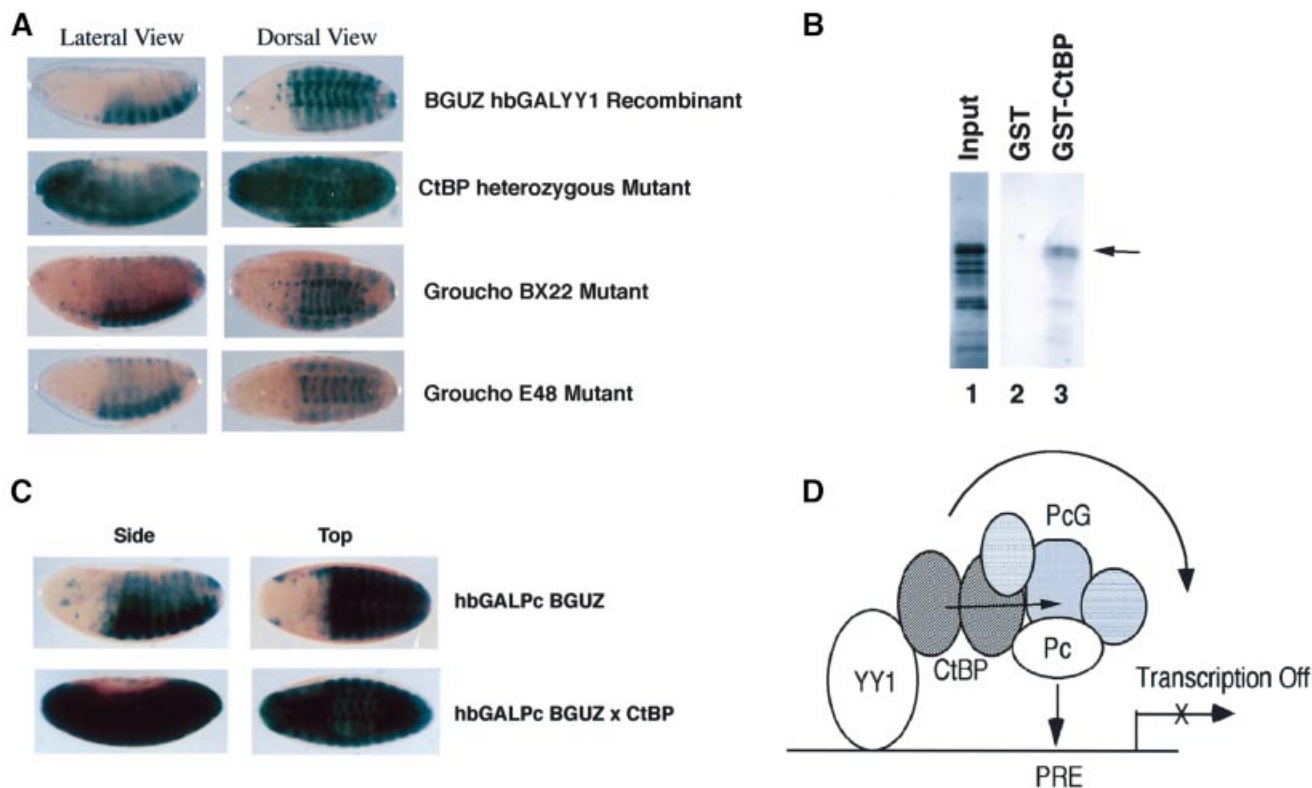 A
Lateral View
Dorsal View
BGUZ hbGALYY1 Recombinant
CtBP heterozygous Mutant
Groucho BX22 Mutant
Groucho E48 Mutant
B
Input
GST
GST-CtBP
1 2 3
C
Side
Top
hbGALPc BGUZ
hbGALPc BGUZ x CtBP
D
PcG
YY1
CtBP
Pc
Transcription Off
X
PRE